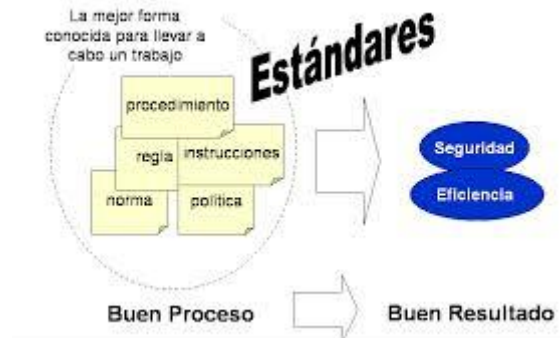 La mejor forma
conocida para llevar a
cabo un trabajo
Estándares
procedimiento
regla
instrucciones
norma
política
Seguridad
Eficiencia
Buen Proceso
Buen Resultado